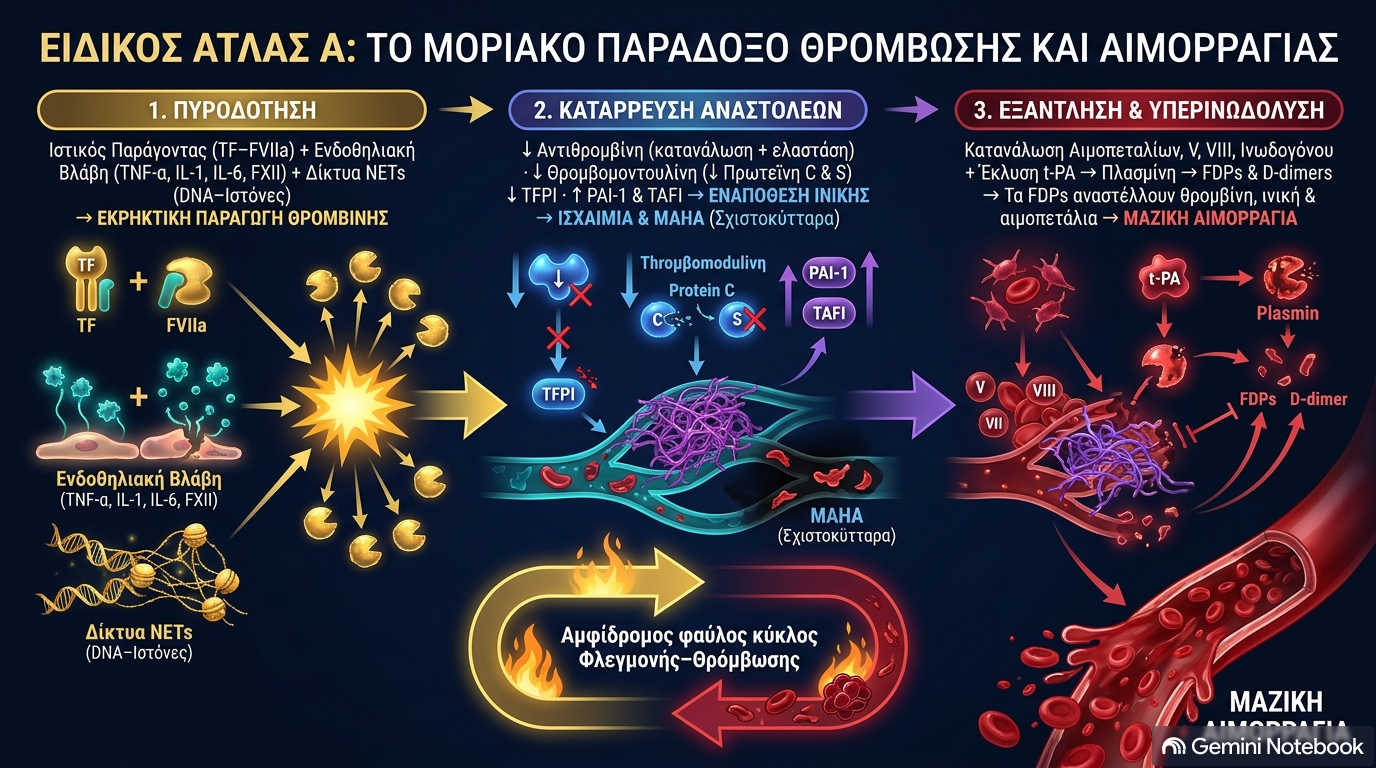 ΕΙΔΙΚΟΣ ΑΤΛΑΣ Α: ΤΟ ΜΟΡΙΑΚΟ ΠΑΡΑΔΟΞΟ ΘΡΟΜΒΩΣΗΣ ΚΑΙ ΑΙΜΟΡΡΑΓΙΑΣ
1. ΠΥΡΟΔΟΤΗΣΗ
Ιστικός Παράγοντας (TF–FVIIa) + Ενδοθηλιακή
Βλάβη (TNF-α, IL-1, IL-6, FXII) + Δίκτυα NETs
(DNA–Ιστόνες)
→ ΕΚΡΗΚΤΙΚΗ ΠΑΡΑΓΩΓΗ ΘΡΟΜΒΙΝΗΣ
TF
+
TF
FVIIa
+
Ενδοθηλιακή Βλάβη
(TNF-α, IL-1, IL-6, FXII)
Δίκτυα NETs
(DNA–Ιστόνες)
2. ΚΑΤΑΡΡΕΥΣΗ ΑΝΑΣΤΟΛΕΩΝ
↓ Αντιθρομβίνη (κατανάλωση + ελαστάση)
· ↓ Θρομβομοντουλίνη (↓ Πρωτεΐνη C & S)
↓ TFPI · ↑ PAI-1 & TAFI → ΕΝΑΠΟΘΕΣΗ ΙΝΙΚΗΣ
→ ΙΣΧΑΙΜΙΑ & ΜΑΗΑ (Σχιστοκύτταρα)
↓
Thrombomodulivn
Protein C
C
S
PAI-1
TAFI
TFPI
MAHA
(Σχιστοκϋτταρα)
Αμφίδρομος φαύλος κύκλος
Φλεγμονής–Θρόμβωσης
3. ΕΞΑΝΤΛΗΣΗ & ΥΠΕΡΙΝΩΔΟΛΥΣΗ
Κατανάλωση Αιμοπεταλίων, V, VIII, Ινωδογόνου
+ Έκλυση t-PA → Πλασμίνη → FDPs & D-dimers
→ Τα FDPs αναστέλλουν θρομβίνη, ινική &
αιμοπετάλια → ΜΑΖΙΚΗ ΑΙΜΟΡΡΑΓΙΑ
t-PA
Plasmin
V
VIII
VII
FDPs
D-dimer
ΜΑΖΙΚΗ
ΑΙΜΟΡΡΑΓΙΑ
Gemini Notebook